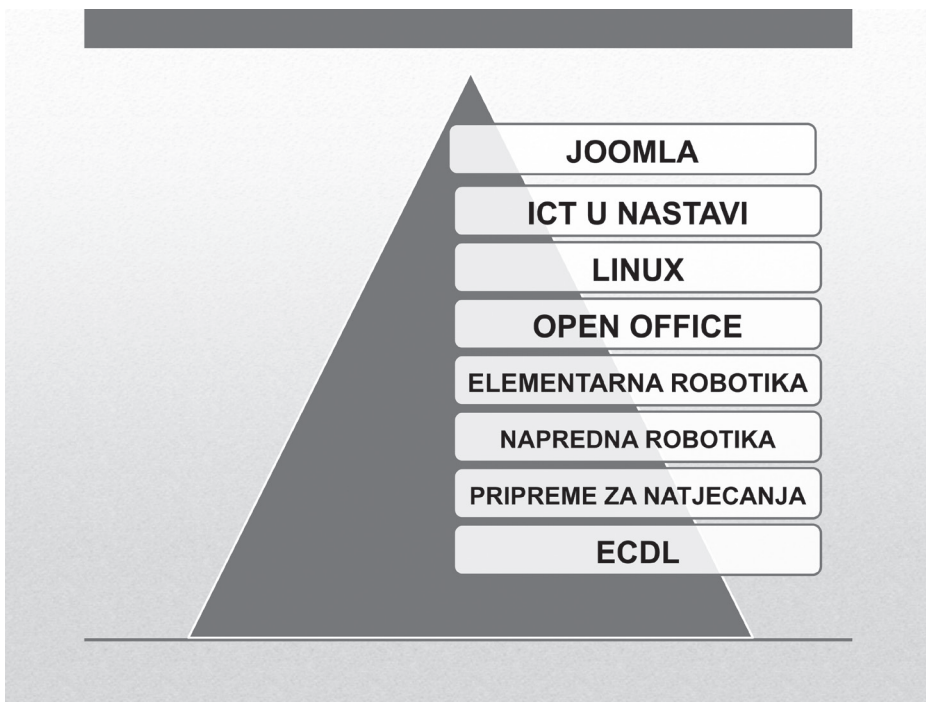 JOOMLA
ICT U NASTAVI
LINUX
OPEN OFFICE
ELEMENTARNA ROBOTIKA
NAPREDNA ROBOTIKA
PRIPREME ZA NATJECANJA
ECDL